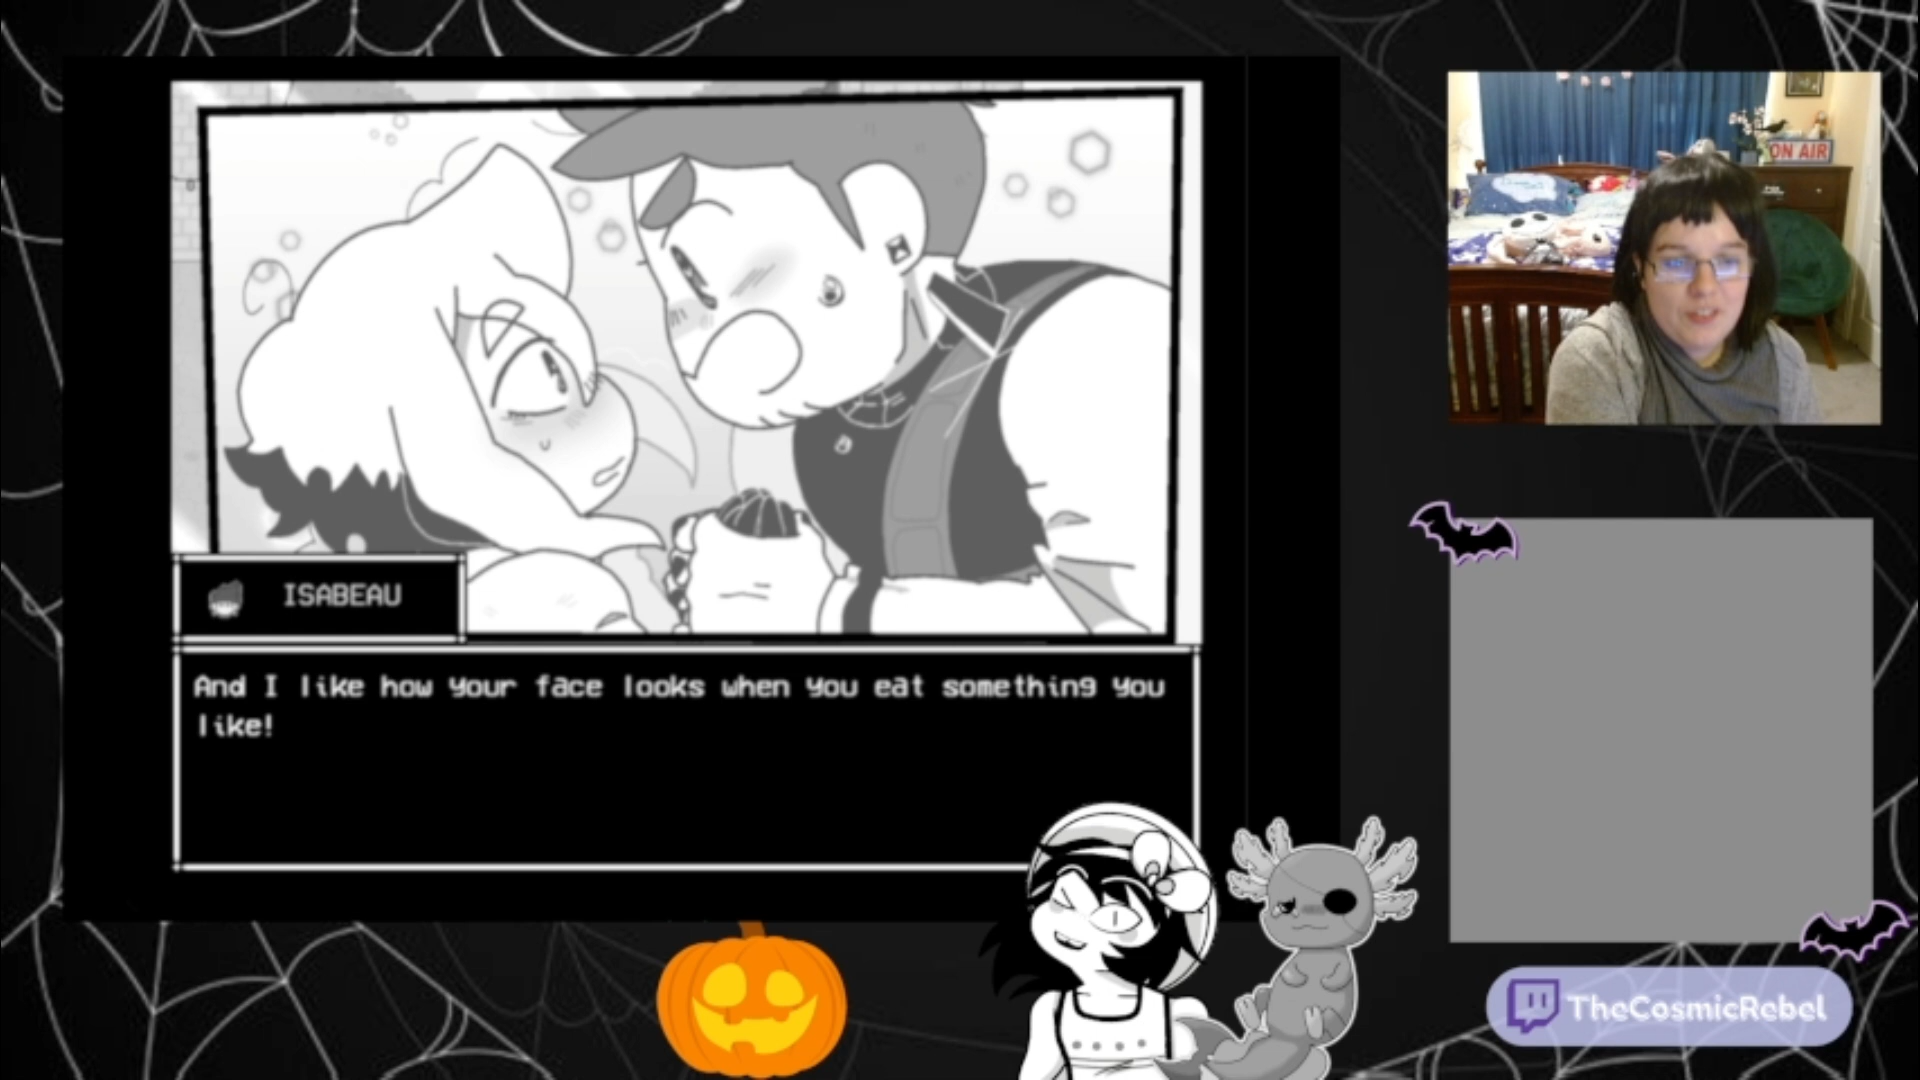 ON AIR
ISABEAU
And I like how your face looks when you eat something you
like!
TheCosmicRebel